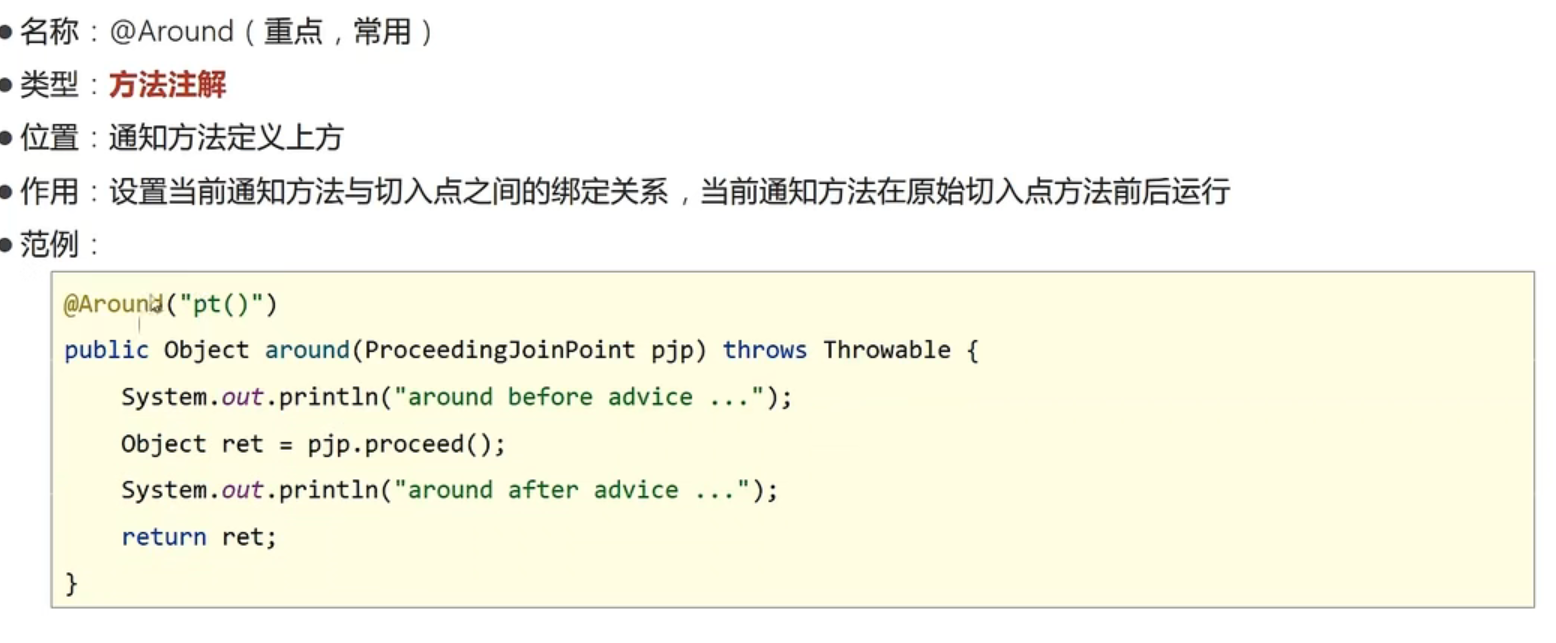 ● 名称：@Around（重点，常用）
● 类型：方法注解
● 位置：通知方法定义上方
● 作用：设置当前通知方法与切入点之间的绑定关系，当前通知方法在原始切入点方法前后运行
● 范例：
@Around("pt()")
public Object around(ProceedingJoinPoint pjp) throws Throwable {
    System.out.println("around before advice ...");
    Object ret = pjp.proceed();
    System.out.println("around after advice ...");
    return ret;
}